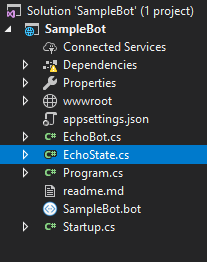 Solution 'SampleBot' (1 project)
SampleBot
Connected Services
Dependencies
Properties
wwwroot
appsettings.json
C# EchoBot.cs
C# EchoState.cs
C# Program.cs
readme.md
SampleBot.bot
C# Startup.cs